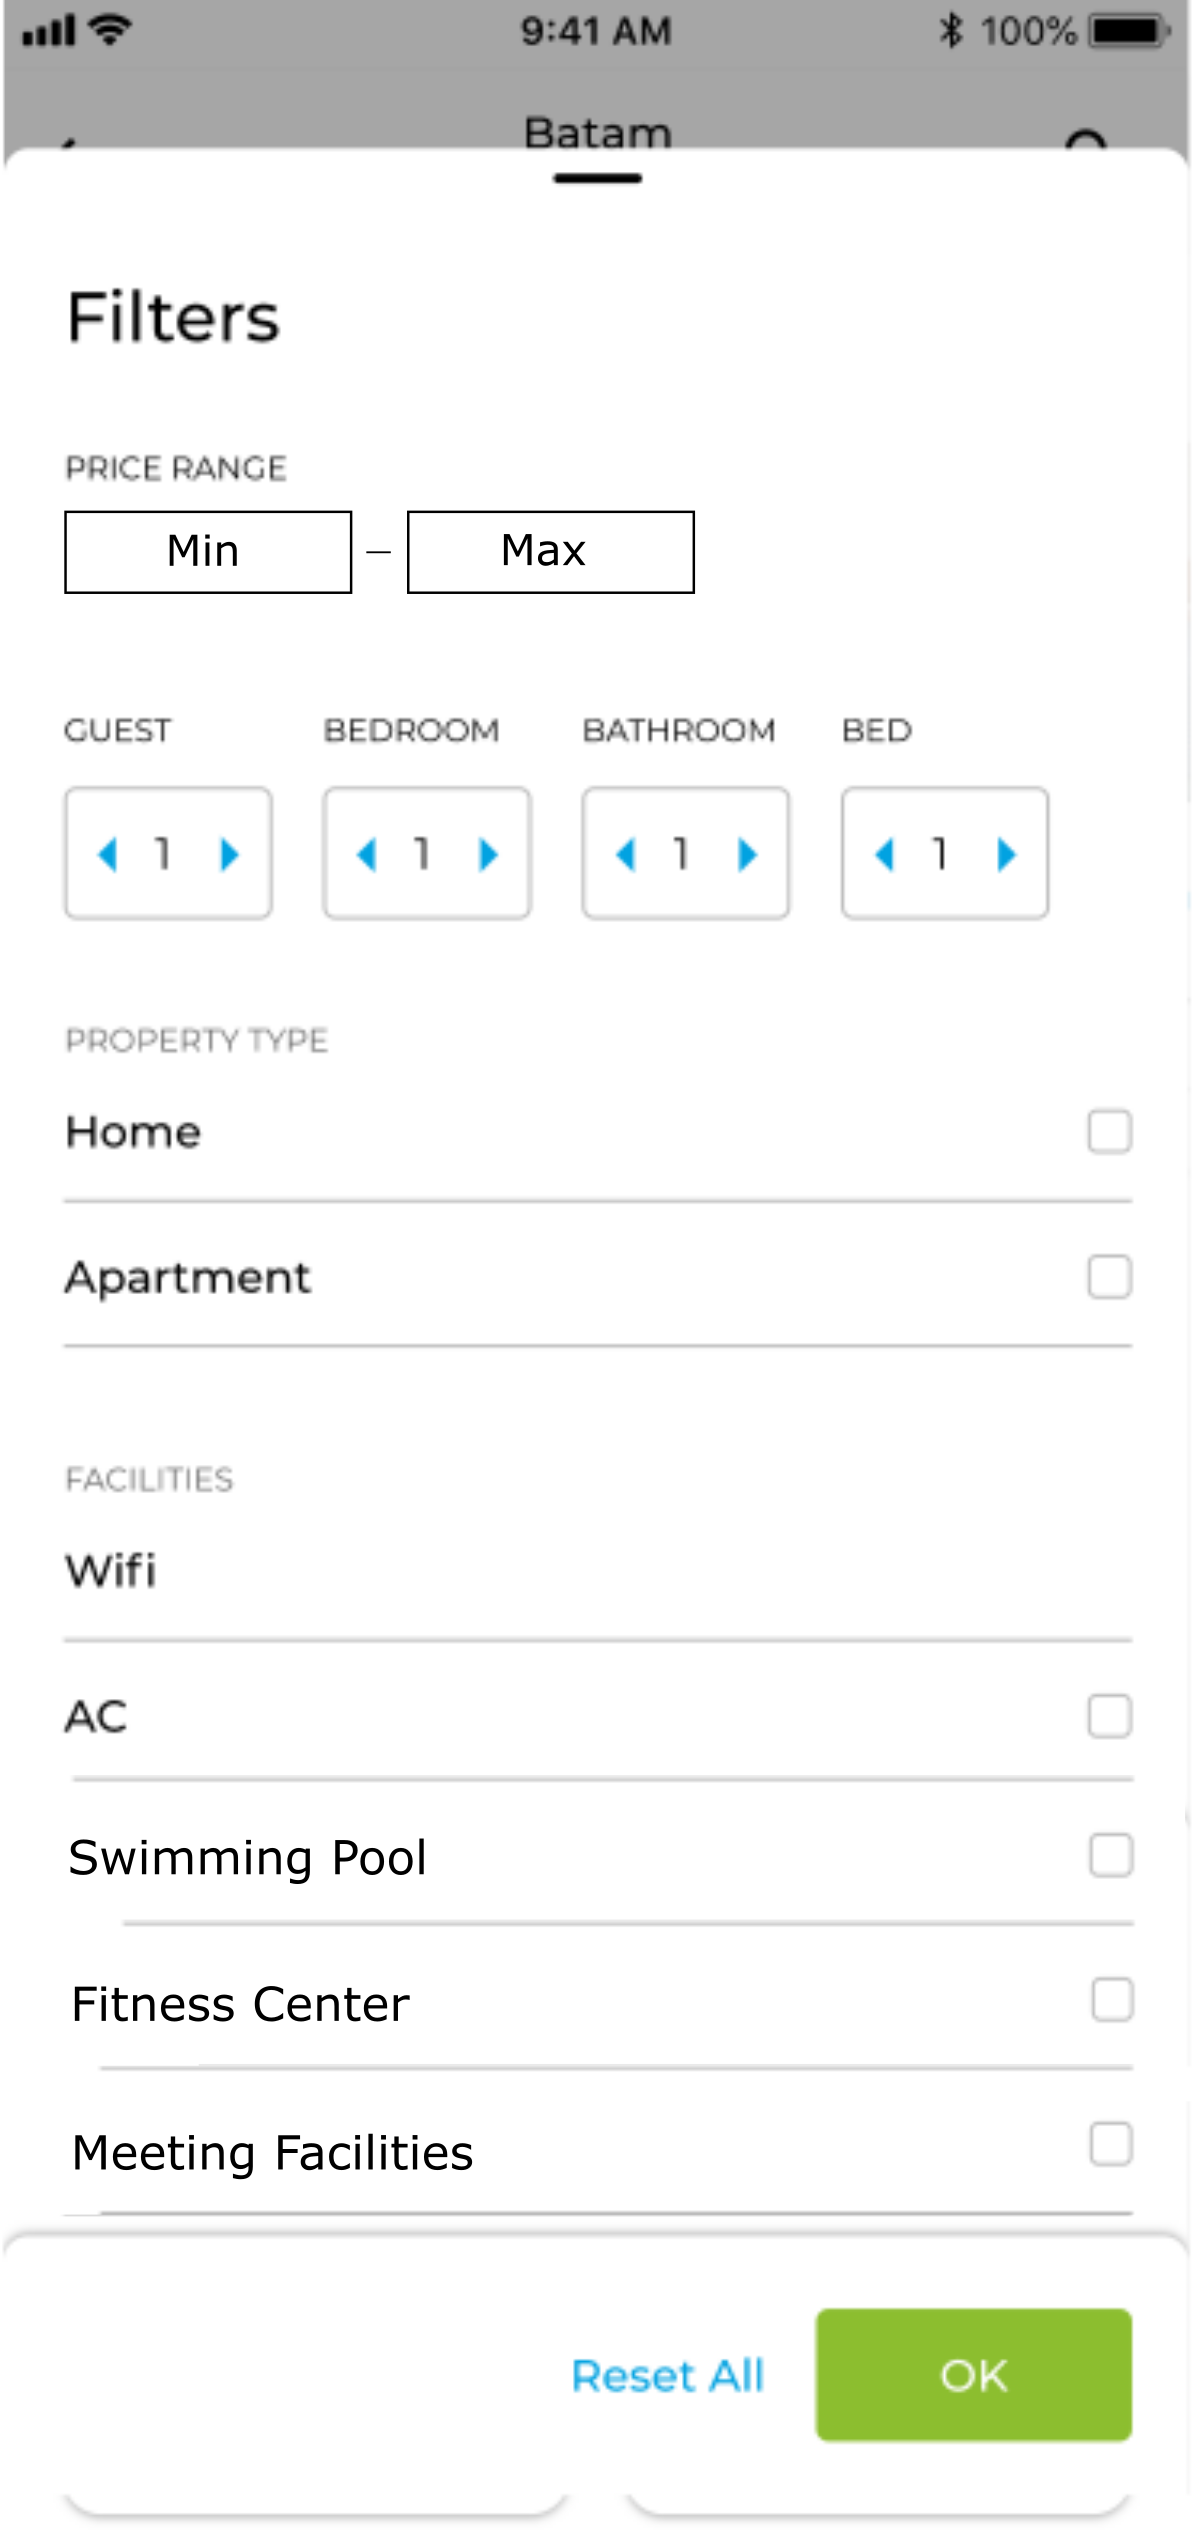 9:41 AM 100%
Batam
Filters
PRICE RANGE
Min – Max
GUEST BEDROOM BATHROOM BED
1 1 1 1
PROPERTY TYPE
Home
Apartment
FACILITIES
Wifi
AC
Swimming Pool
Fitness Center
Meeting Facilities
Reset All OK